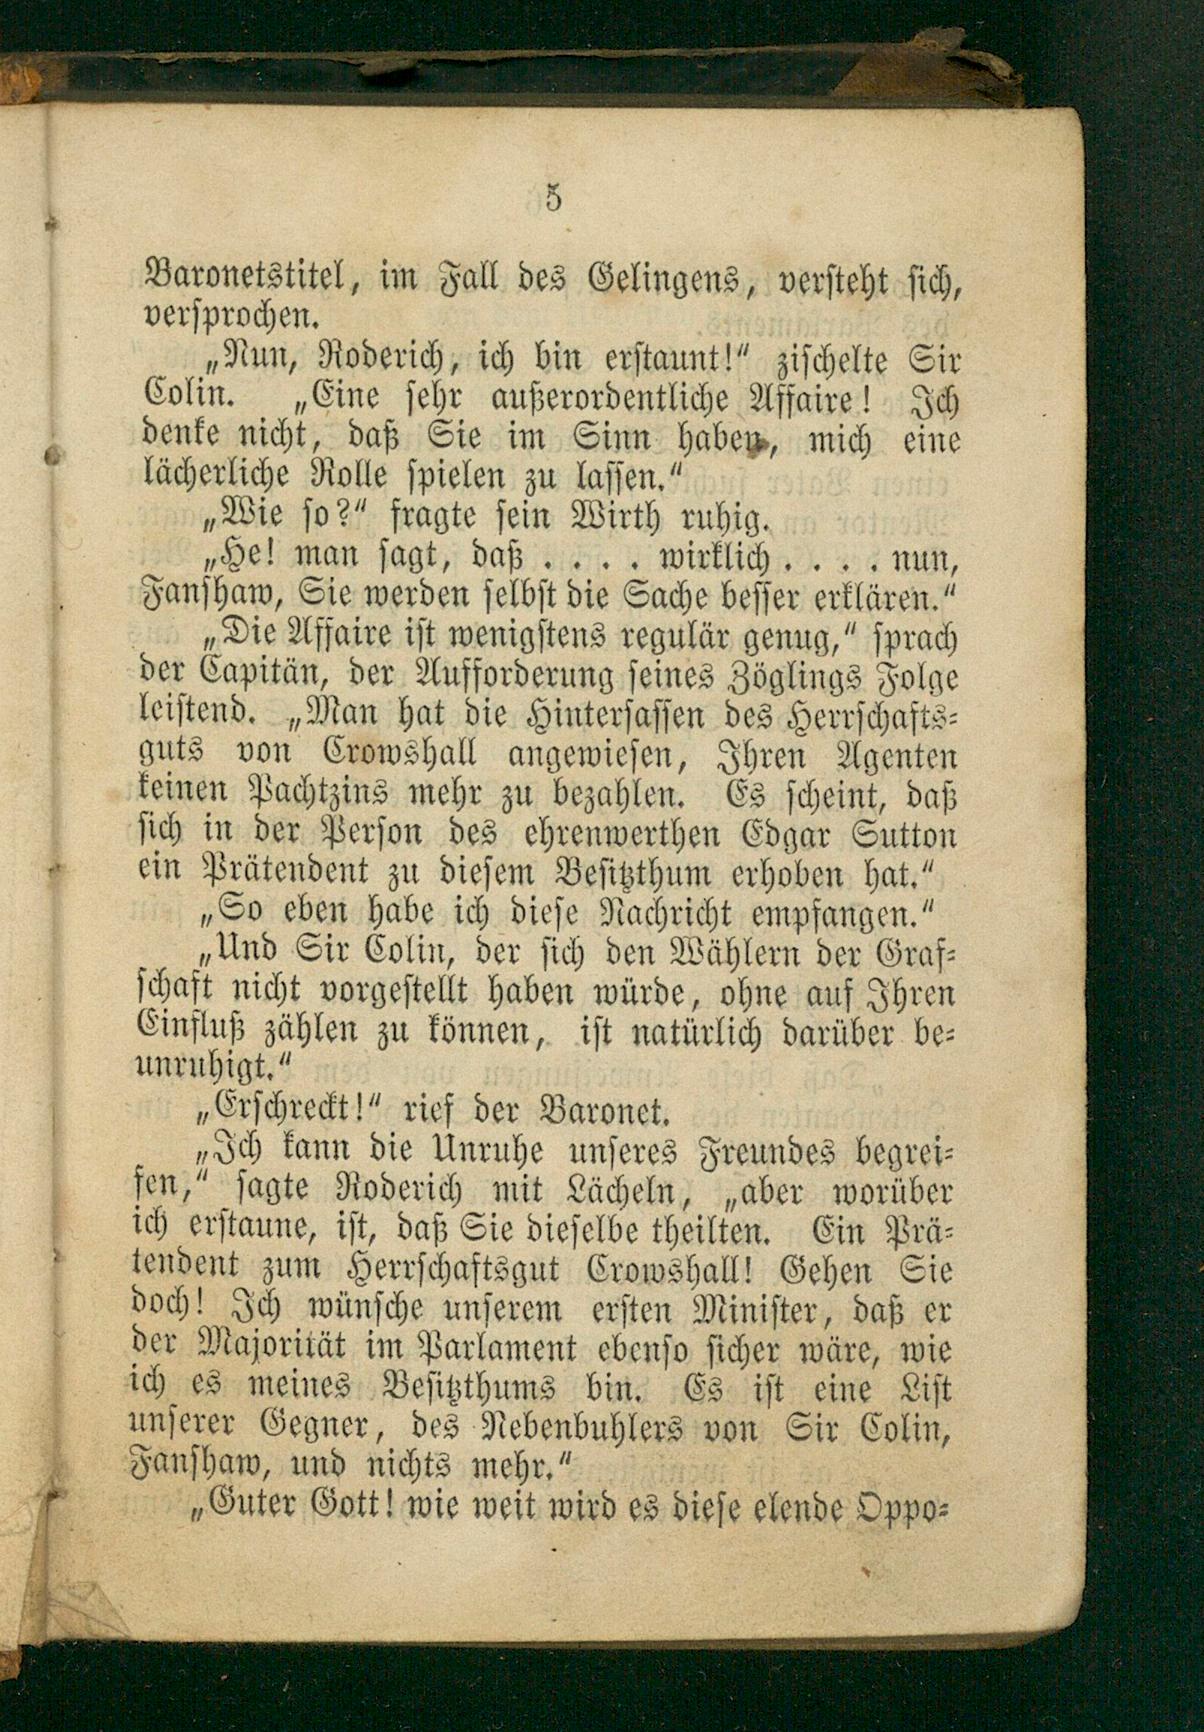 5
Baronetstitel, im Fall des Gelingens, versteht sich,
versprochen.
„Nun, Roderich, ich bin erstaunt!“ zischelte Sir
Colin. „Eine sehr außerordentliche Affaire! Ich
denke nicht, daß Sie im Sinn haben, mich eine
lächerliche Rolle spielen zu lassen.“
„Wie so?“ fragte sein Wirth ruhig.
„He! man sagt, daß . . . . wirklich . . . . nun,
Fanshaw, Sie werden selbst die Sache besser erklären.“
„Die Affaire ist wenigstens regulär genug,“ sprach
der Capitän, der Aufforderung seines Zöglings Folge
leistend. „Man hat die Hintersassen des Herrschafts-
guts von Crowshall angewiesen, Ihren Agenten
keinen Pachtzins mehr zu bezahlen. Es scheint, daß
sich in der Person des ehrenwerthen Edgar Sutton
ein Prätendent zu diesem Besitzthum erhoben hat.“
„So eben habe ich diese Nachricht empfangen.“
„Und Sir Colin, der sich den Wählern der Graf-
schaft nicht vorgestellt haben würde, ohne auf Ihren
Einfluß zählen zu können, ist natürlich darüber be-
unruhigt.“
„Erschreckt!“ rief der Baronet.
„Ich kann die Unruhe unseres Freundes begrei-
fen,“ sagte Roderich mit Lächeln, „aber worüber
ich erstaune, ist, daß Sie dieselbe theilten. Ein Prä-
tendent zum Herrschaftsgut Crowshall! Gehen Sie
doch! Ich wünsche unserem ersten Minister, daß er
der Majorität im Parlament ebenso sicher wäre, wie
ich es meines Besitzthums bin. Es ist eine List
unserer Gegner, des Nebenbuhlers von Sir Colin,
Fanshaw, und nichts mehr.“
„Guter Gott! wie weit wird es diese elende Oppo-